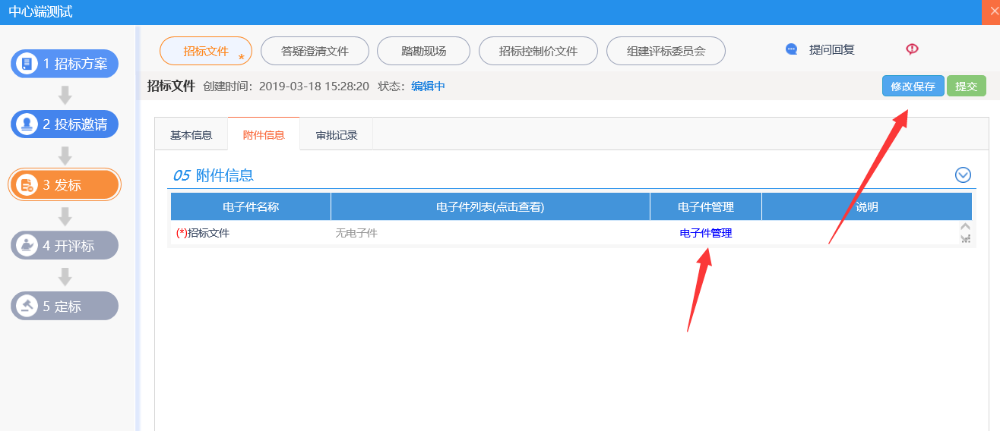 中心端测试
1 招标方案
2 投标邀请
3 发标
4 开评标
5 定标
招标文件 *
答疑澄清文件
踏勘现场
招标控制价文件
组建评标委员会
提问回复
招标文件 创建时间：2019-03-18 15:28:20 状态：编辑中
修改保存
提交
基本信息
附件信息
审批记录
05 附件信息
电子件名称 电子件列表(点击查看) 电子件管理 说明
(*)招标文件 无电子件 电子件管理